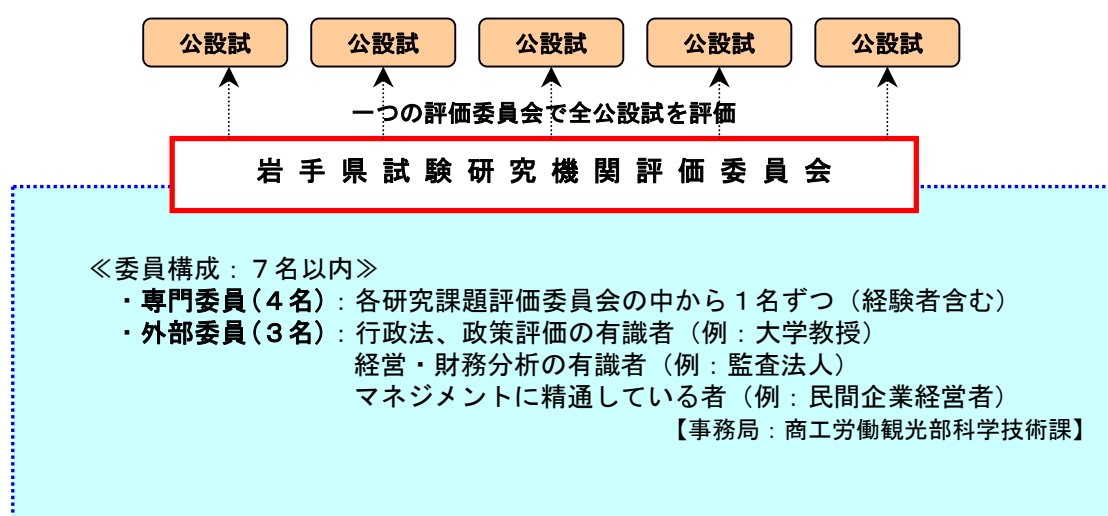 公設試 公設試 公設試 公設試 公設試
一つの評価委員会で全公設試を評価
岩手県試験研究機関評価委員会
≪委員構成：７名以内≫
・専門委員（４名）：各研究課題評価委員会の中から１名ずつ（経験者含む）
・外部委員（３名）：行政法、政策評価の有識者（例：大学教授）
経営・財務分析の有識者（例：監査法人）
マネジメントに精通している者（例：民間企業経営者）
【事務局：商工労働観光部科学技術課】